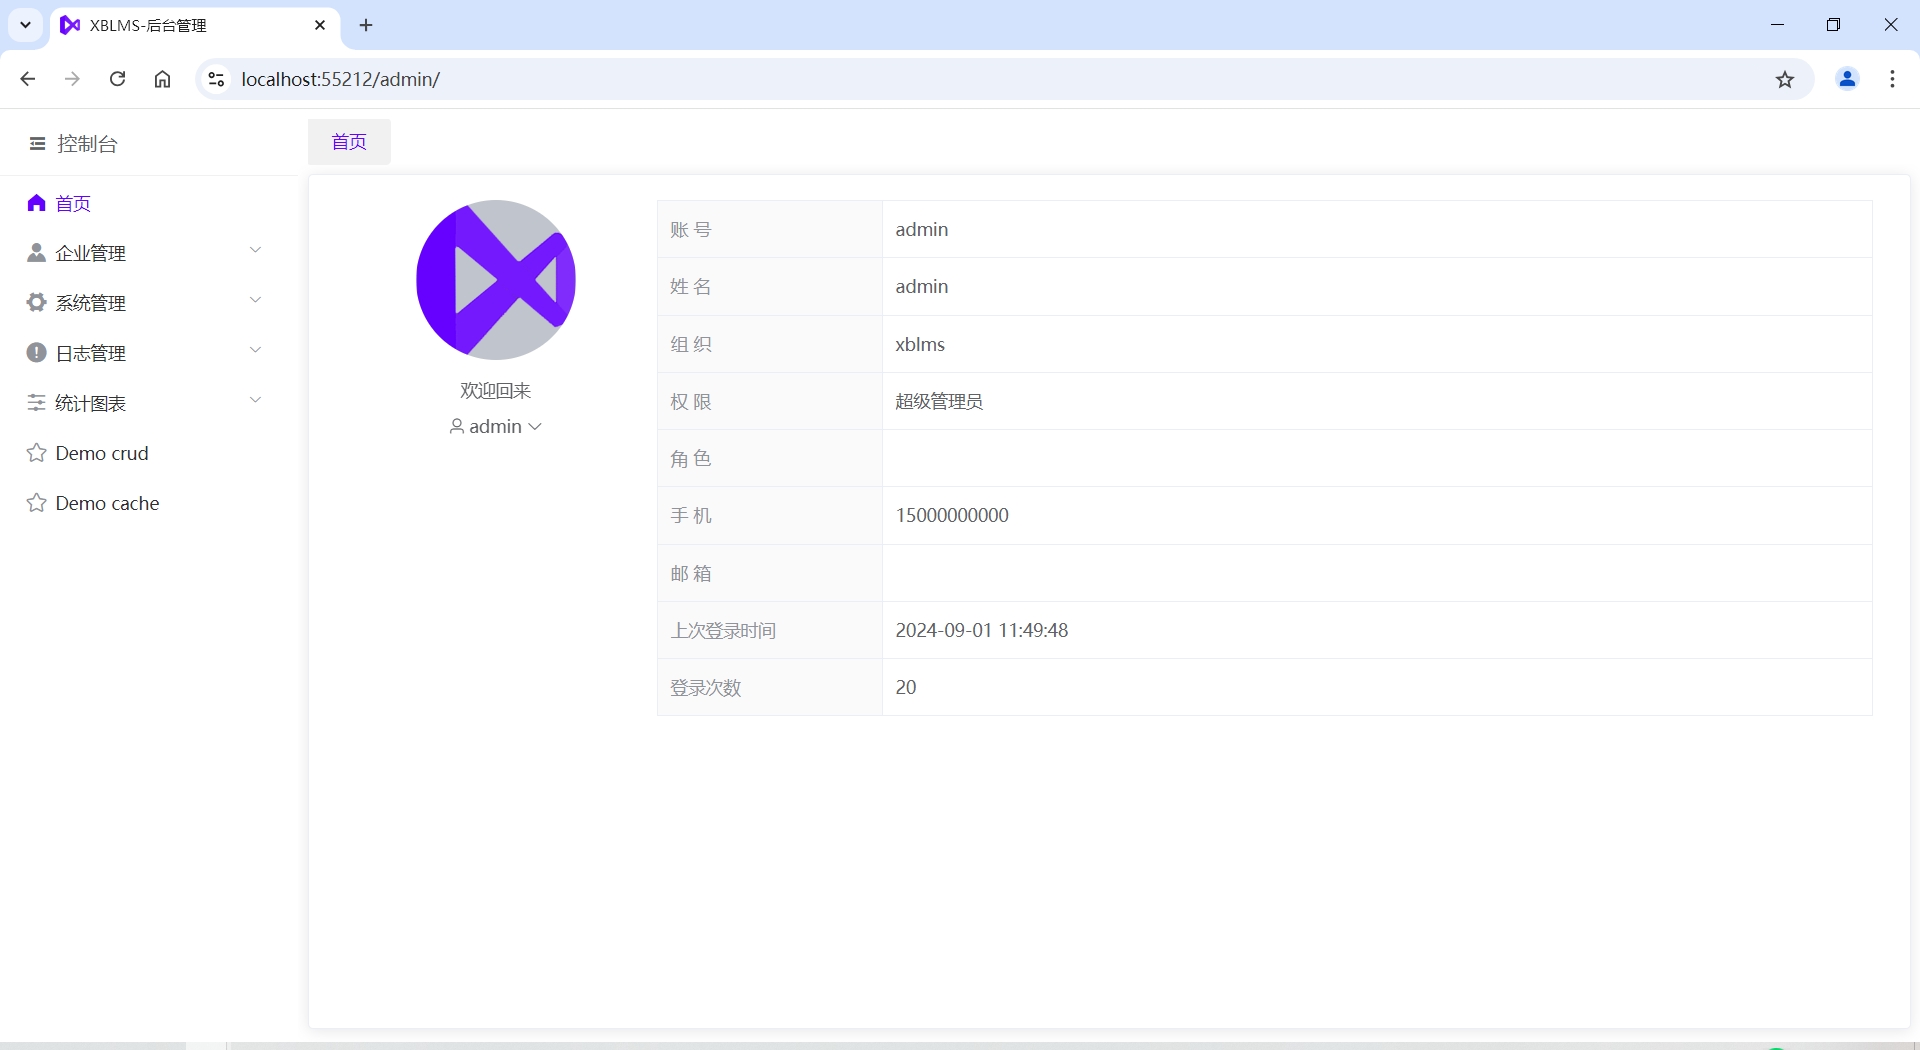 XBLMS-后台管理
localhost:55212/admin/
控制台
首页
企业管理
系统管理
日志管理
统计图表
Demo crud
Demo cache
首页
欢迎回来
admin
账 号 admin
姓 名 admin
组 织 xblms
权 限 超级管理员
角 色
手 机 15000000000
邮 箱
上次登录时间 2024-09-01 11:49:48
登录次数 20